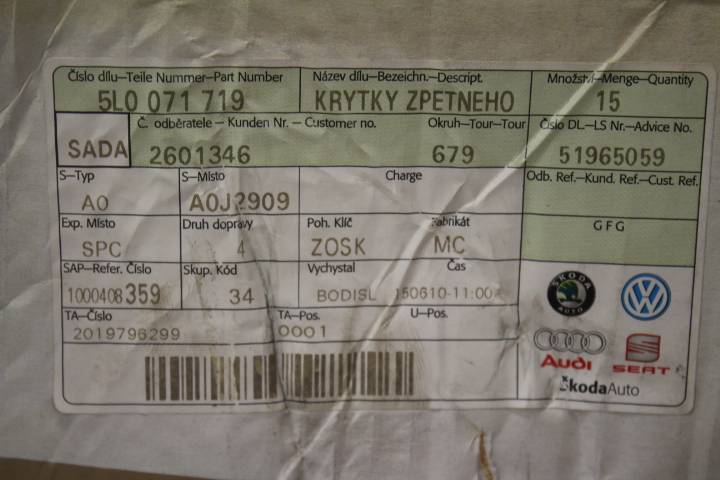 Číslo dílu–Teile Nummer–Part Number
5L0 071 719
Název dílu–Bezeichn.–Descript.
KRYTKY ZPETNEHO
Množství–Menge–Quantity
15
SADA
Č. odběratele – Kunden Nr. – Customer no.
2601346
Okruh–Tour–Tour
679
Číslo DL–LS Nr.–Advice No.
51965059
S–Typ
A0
S–Místo
A0J2909
Charge
Odb. Ref.–Kund. Ref.–Cust. Ref.
GFG
Exp. Místo
SPC
Druh dopravy
4
Poh. Klíč
ZOSK
Fabrikát
MC
SAP–Refer. Číslo
1000408359
Skup. Kód
34
Vychystal
BODISL
Čas
150610-11:00
TA–Číslo
2019796299
TA–Pos.
0001
U–Pos.
ŠKODA
AUTO
Audi
SEAT
ŠkodaAuto